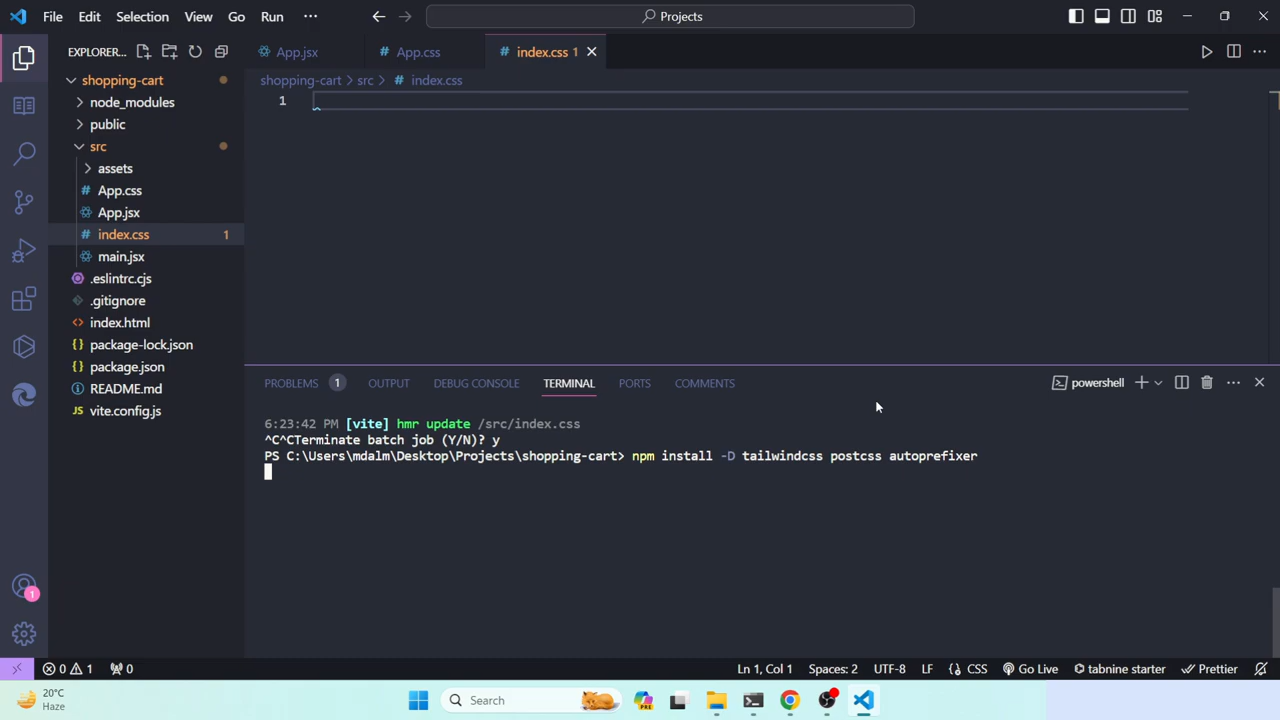 File Edit Selection View Go Run ··· Projects
EXPLORER...
App.jsx
App.css
index.css 1
shopping-cart
shopping-cart > src > # index.css
node_modules
1
public
src
assets
App.css
App.jsx
index.css 1
main.jsx
.eslintrc.cjs
.gitignore
index.html
package-lock.json
package.json
README.md
vite.config.js
PROBLEMS 1 OUTPUT DEBUG CONSOLE TERMINAL PORTS COMMENTS powershell
6:23:42 PM [vite] hmr update /src/index.css
^C^CTerminate batch job (Y/N)? y
PS C:\Users\mdalm\Desktop\Projects\shopping-cart> npm install -D tailwindcss postcss autoprefixer
1
0 1 0 Ln 1, Col 1 Spaces: 2 UTF-8 LF CSS Go Live tabnine starter Prettier
20°C
Haze
Search
PRE